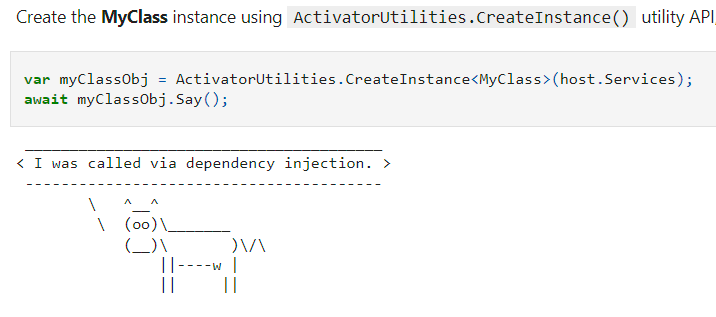 Create the MyClass instance using ActivatorUtilities.CreateInstance() utility API,
var myClassObj = ActivatorUtilities.CreateInstance<MyClass>(host.Services);
await myClassObj.Say();
 ________________________________________
< I was called via dependency injection. >
 ----------------------------------------
        \   ^__^
         \  (oo)\_______
            (__)\       )\/\
                ||----w |
                ||     ||